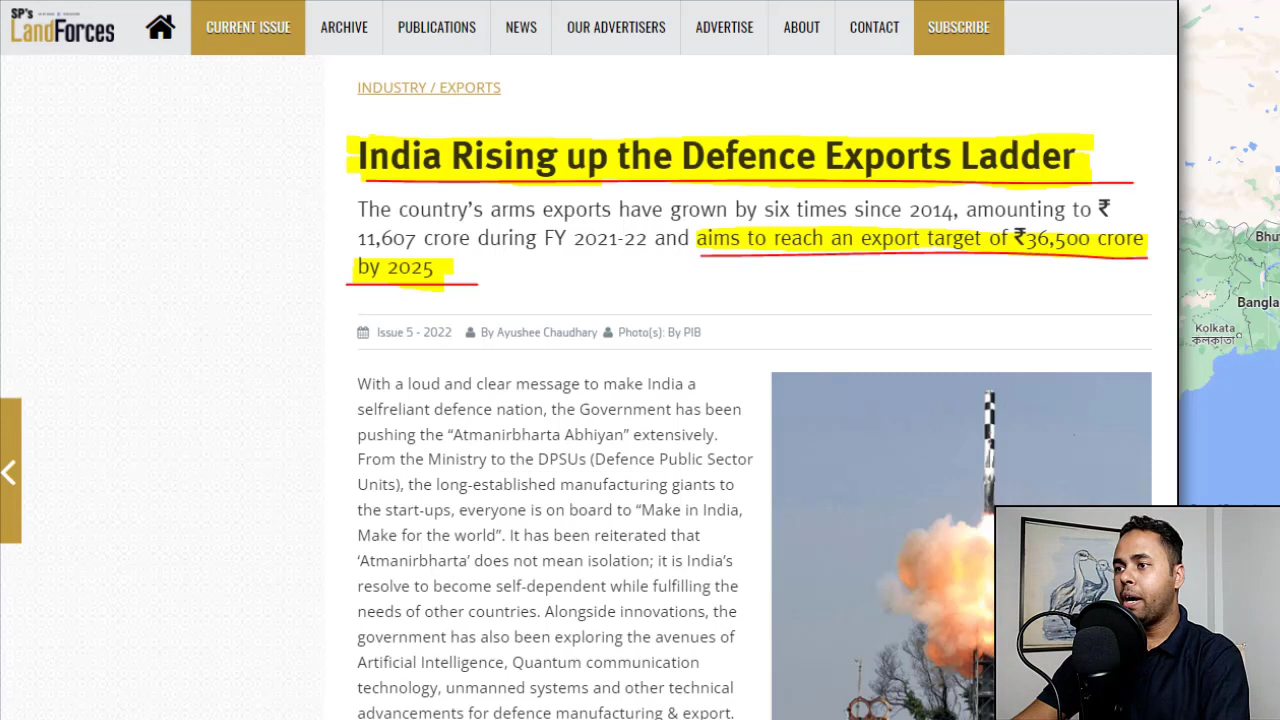 SP's
LandForces
CURRENT ISSUE
ARCHIVE
PUBLICATIONS
NEWS
OUR ADVERTISERS
ADVERTISE
ABOUT
CONTACT
SUBSCRIBE
INDUSTRY / EXPORTS
India Rising up the Defence Exports Ladder
The country's arms exports have grown by six times since 2014, amounting to ₹
11,607 crore during FY 2021-22 and aims to reach an export target of ₹36,500 crore
by 2025
Issue 5 - 2022 By Ayushee Chaudhary Photo(s): By PIB
With a loud and clear message to make India a
selfreliant defence nation, the Government has been
pushing the “Atmanirbharta Abhiyan” extensively.
From the Ministry to the DPSUs (Defence Public Sector
Units), the long-established manufacturing giants to
the start-ups, everyone is on board to “Make in India,
Make for the world”. It has been reiterated that
‘Atmanirbharta’ does not mean isolation; it is India’s
resolve to become self-dependent while fulfilling the
needs of other countries. Alongside innovations, the
government has also been exploring the avenues of
Artificial Intelligence, Quantum communication
technology, unmanned systems and other technical
advancements for defence manufacturing & export.
Bhut
Bangla
Kolkata
কলকাতা